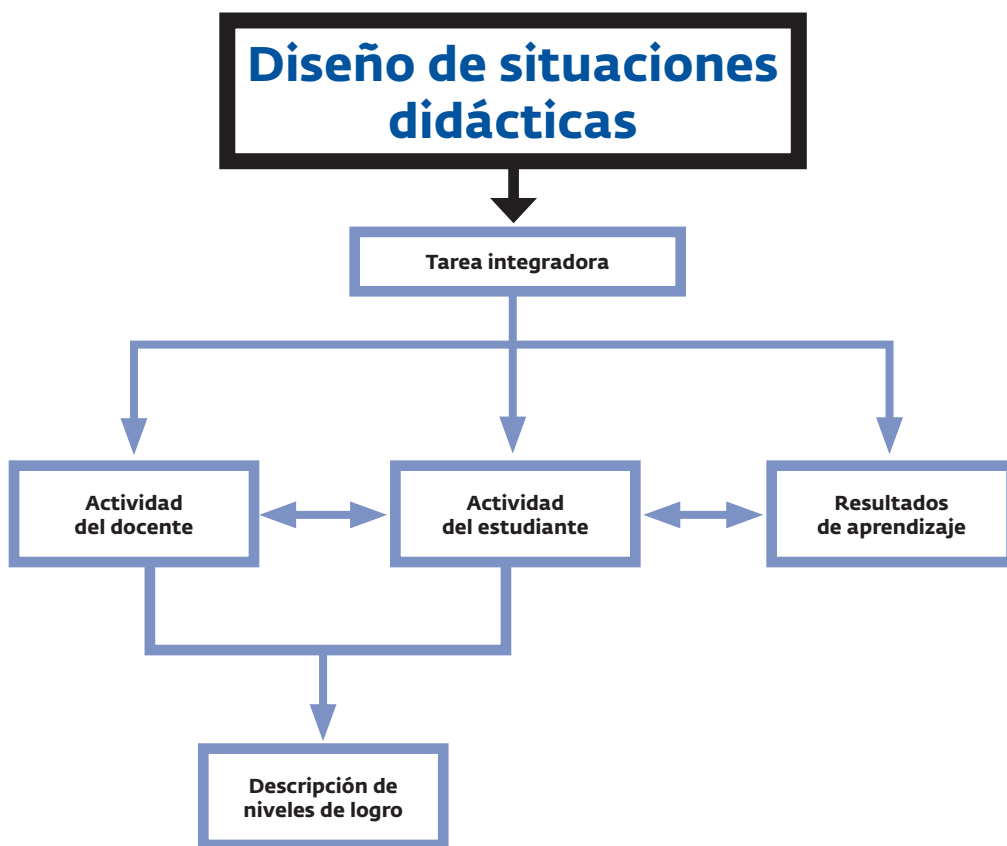 Diseño de situaciones
didácticas
Tarea integradora
Actividad
del docente
Actividad
del estudiante
Resultados
de aprendizaje
Descripción de
niveles de logro